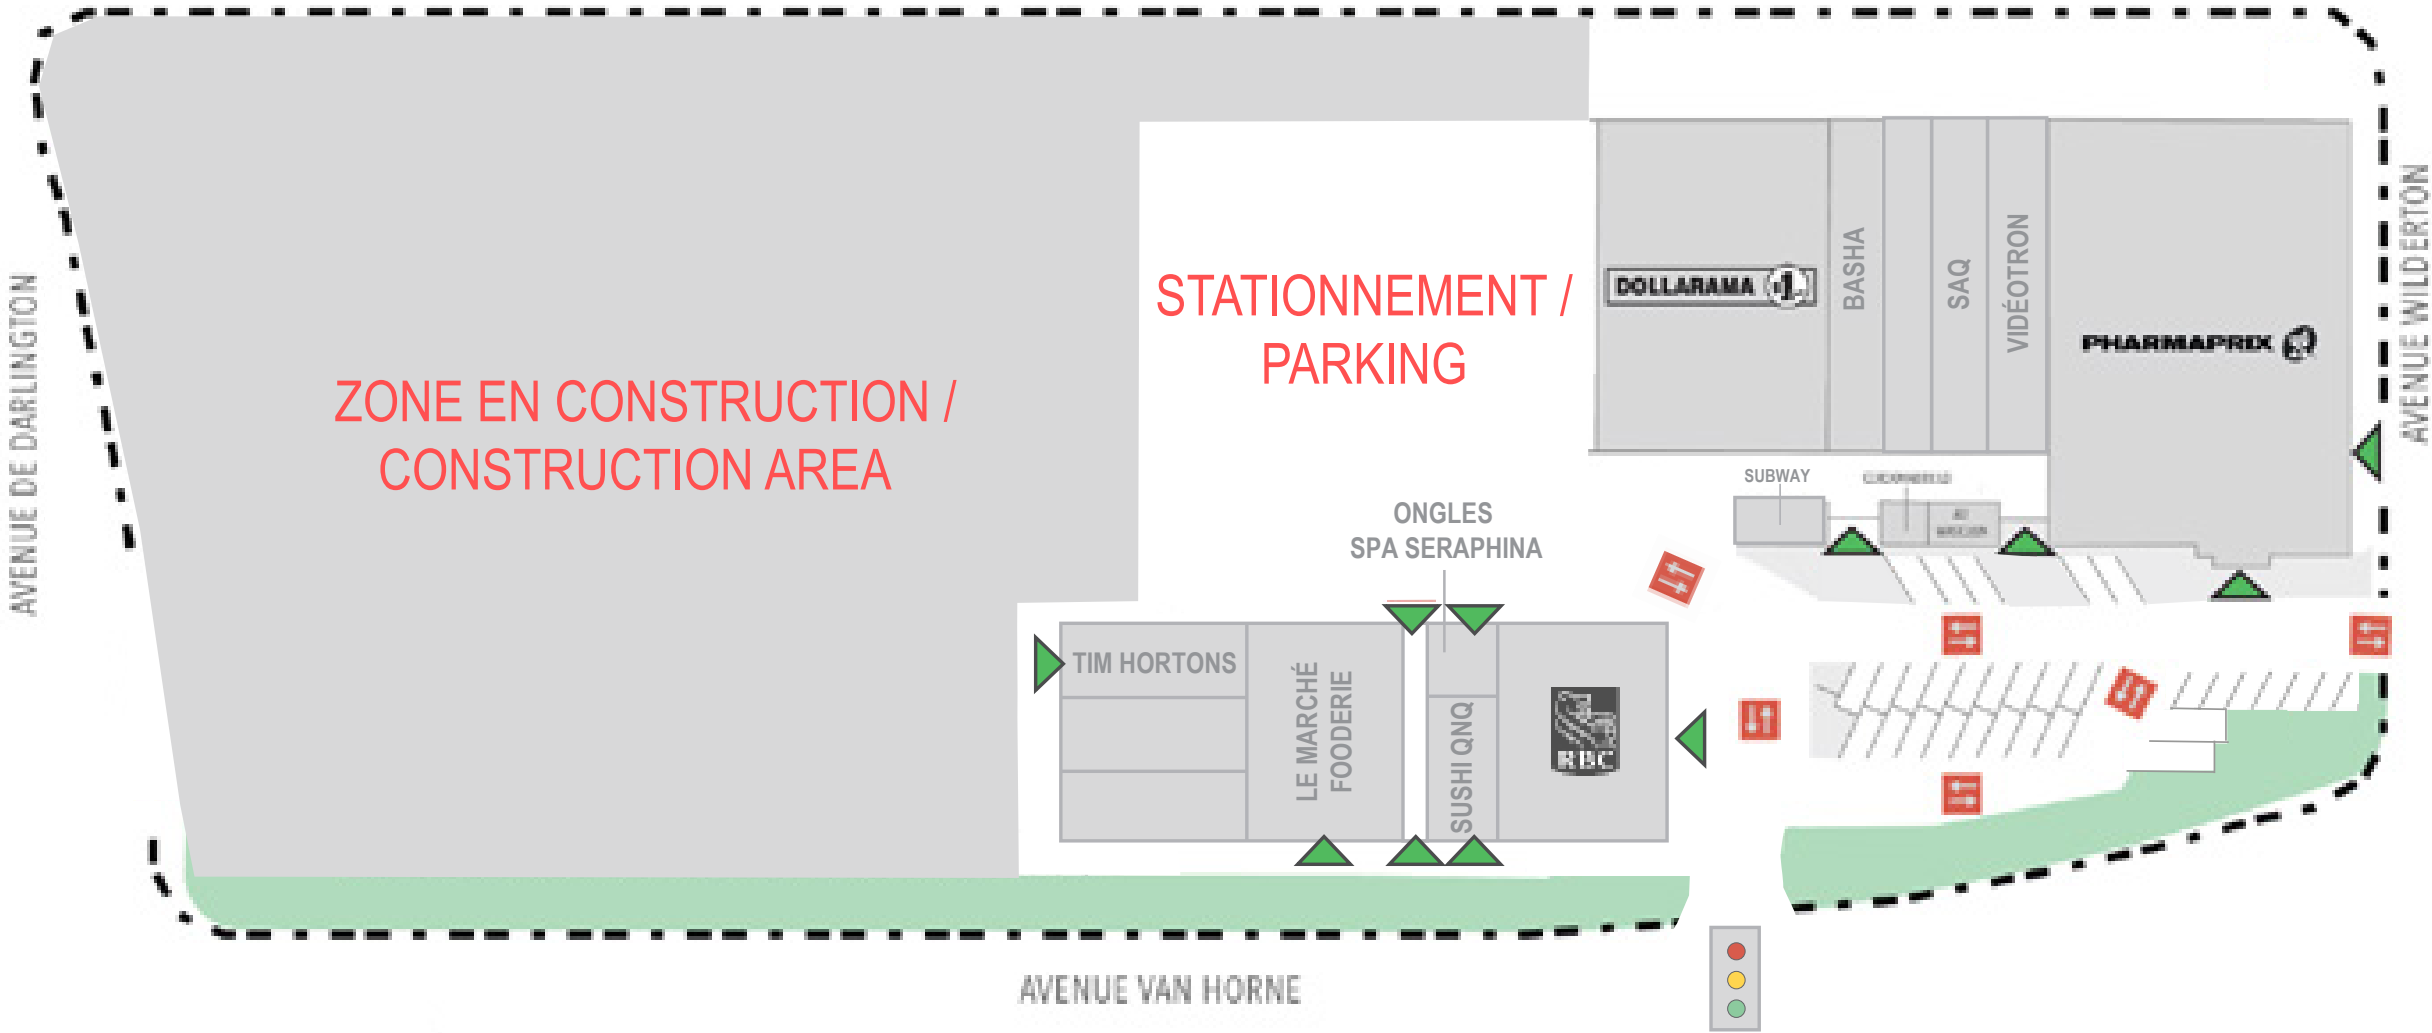 AVENUE DE DARLINGTON
ZONE EN CONSTRUCTION /
CONSTRUCTION AREA
STATIONNEMENT /
PARKING
DOLLARAMA
BASHA
SAQ
VIDÉOTRON
PHARMAPRIX
AVENUE WILDERTON
SUBWAY
ONGLES
SPA SERAPHINA
TIM HORTONS
LE MARCHÉ
FOODERIE
SUSHI QNQ
RBC
AVENUE VAN HORNE